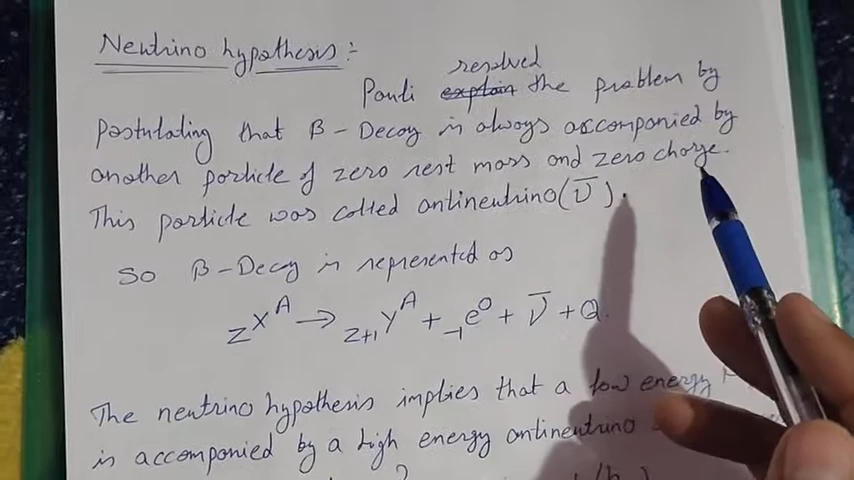 Neutrino hypothesis :-
resolved
Pauli explain the problem by
postulating that β - Decay is always accompanied by
another particle of zero rest mass and zero charge.
This particle was called antineutrino (ν̅).
So β - Decay is represented as
zX^A → z+1Y^A + -1e^0 + ν̅ + Q.
The neutrino hypothesis implies that a low energy
is accomponied by a high energy antineutrino